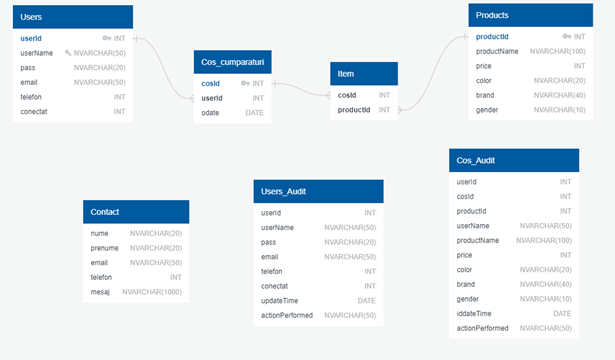 Users
userId INT
userName NVARCHAR(50)
pass NVARCHAR(20)
email NVARCHAR(50)
telefon INT
conectat INT
Cos_cumparaturi
cosId INT
userId INT
odate DATE
Item
cosId INT
productId INT
Products
productId INT
productName NVARCHAR(100)
price INT
color NVARCHAR(20)
brand NVARCHAR(40)
gender NVARCHAR(10)
Contact
nume NVARCHAR(20)
prenume NVARCHAR(20)
email NVARCHAR(50)
telefon INT
mesaj NVARCHAR(1000)
Users_Audit
userId INT
userName NVARCHAR(50)
pass NVARCHAR(20)
email NVARCHAR(50)
telefon INT
conectat INT
updateTime DATE
actionPerformed NVARCHAR(50)
Cos_Audit
userId INT
cosId INT
productId INT
userName NVARCHAR(50)
productName NVARCHAR(100)
price INT
color NVARCHAR(20)
brand NVARCHAR(40)
gender NVARCHAR(10)
iddateTime DATE
actionPerformed NVARCHAR(50)